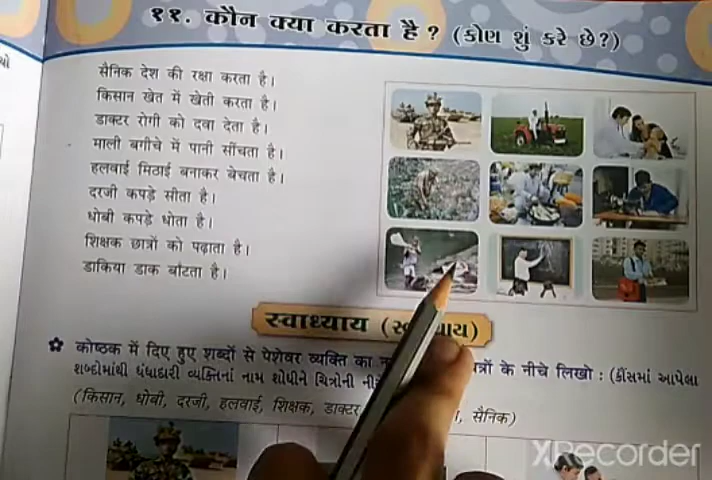 ११. कौन क्या करता है? (કોણ શું કરે છે?)
सैनिक देश की रक्षा करता है।
किसान खेत में खेती करता है।
डाक्टर रोगी को दवा देता है।
माली बगीचे में पानी सींचता है।
हलवाई मिठाई बनाकर बेचता है।
दरजी कपड़े सीता है।
धोबी कपड़े धोता है।
शिक्षक छात्रों को पढ़ाता है।
डाकिया डाक बाँटता है।
स्वाध्याय
कोष्ठक में दिए हुए शब्दों से पेशेवर व्यक्ति का के नीचे लिखो : (કૌંસમાં આપેલા
શબ્દોમાંથી ધંધાદારી વ્યક્તિનાં નામ શોધીને ચિત્રોની
(किसान, धोबी, दरजी, हलवाई, शिक्षक, डाक्टर सैनिक)
XRecorder